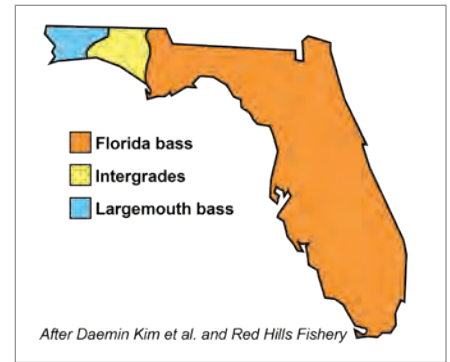 Florida bass
Intergrades
Largemouth bass
After Daemin Kim et al. and Red Hills Fishery